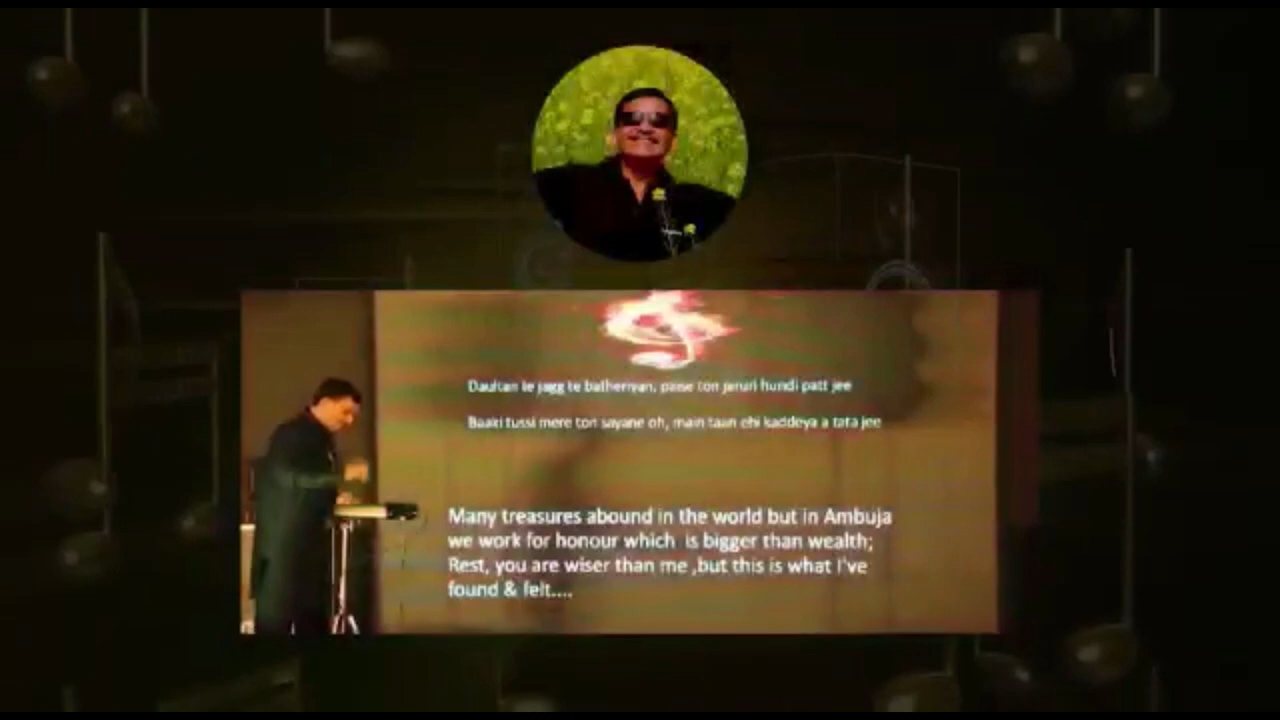 Daultan te jagg te batheriyan, paise ton jaruri hundi patt jee
Baaki tussi mere ton sayane oh, main taan ehi kaddeya a tata jee
Many treasures abound in the world but in Ambuja
we work for honour which is bigger than wealth;
Rest, you are wiser than me ,but this is what I've
found & felt....